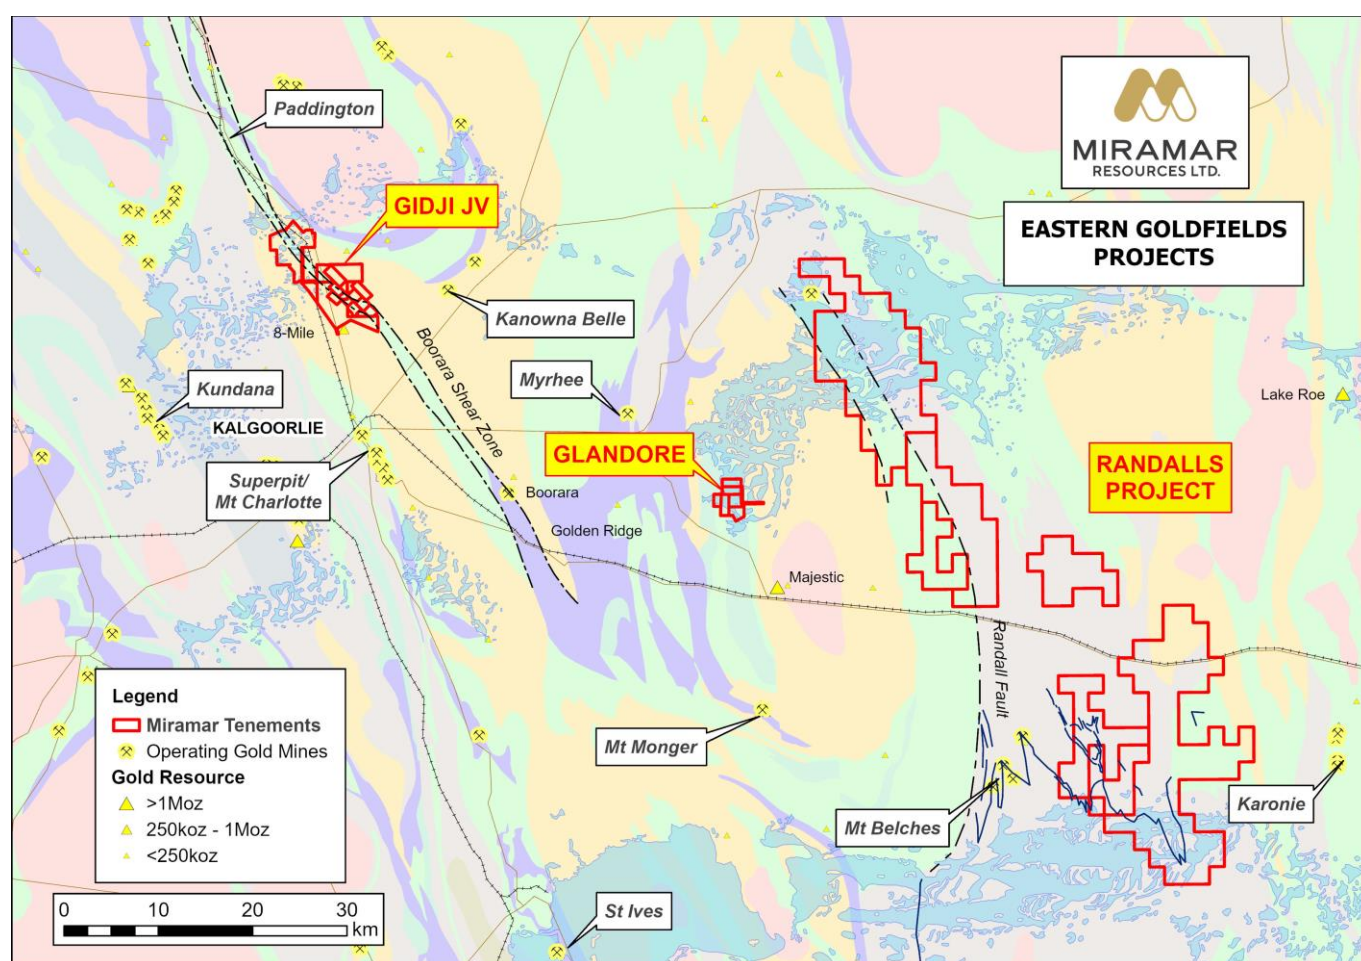 MIRAMAR
RESOURCES LTD.
EASTERN GOLDFIELDS
PROJECTS
Paddington
GIDJI JV
Kanowna Belle
8-Mile
Boorara Shear Zone
Myrhee
Kundana
KALGOORLIE
Lake Roe
GLANDORE
RANDALLS
PROJECT
Superpit/
Mt Charlotte
Boorara
Golden Ridge
Majestic
Randall Fault
Mt Monger
Mt Belches
Karonie
St Ives
Legend
Miramar Tenements
Operating Gold Mines
Gold Resource
>1Moz
250koz - 1Moz
<250koz
0 10 20 30
km